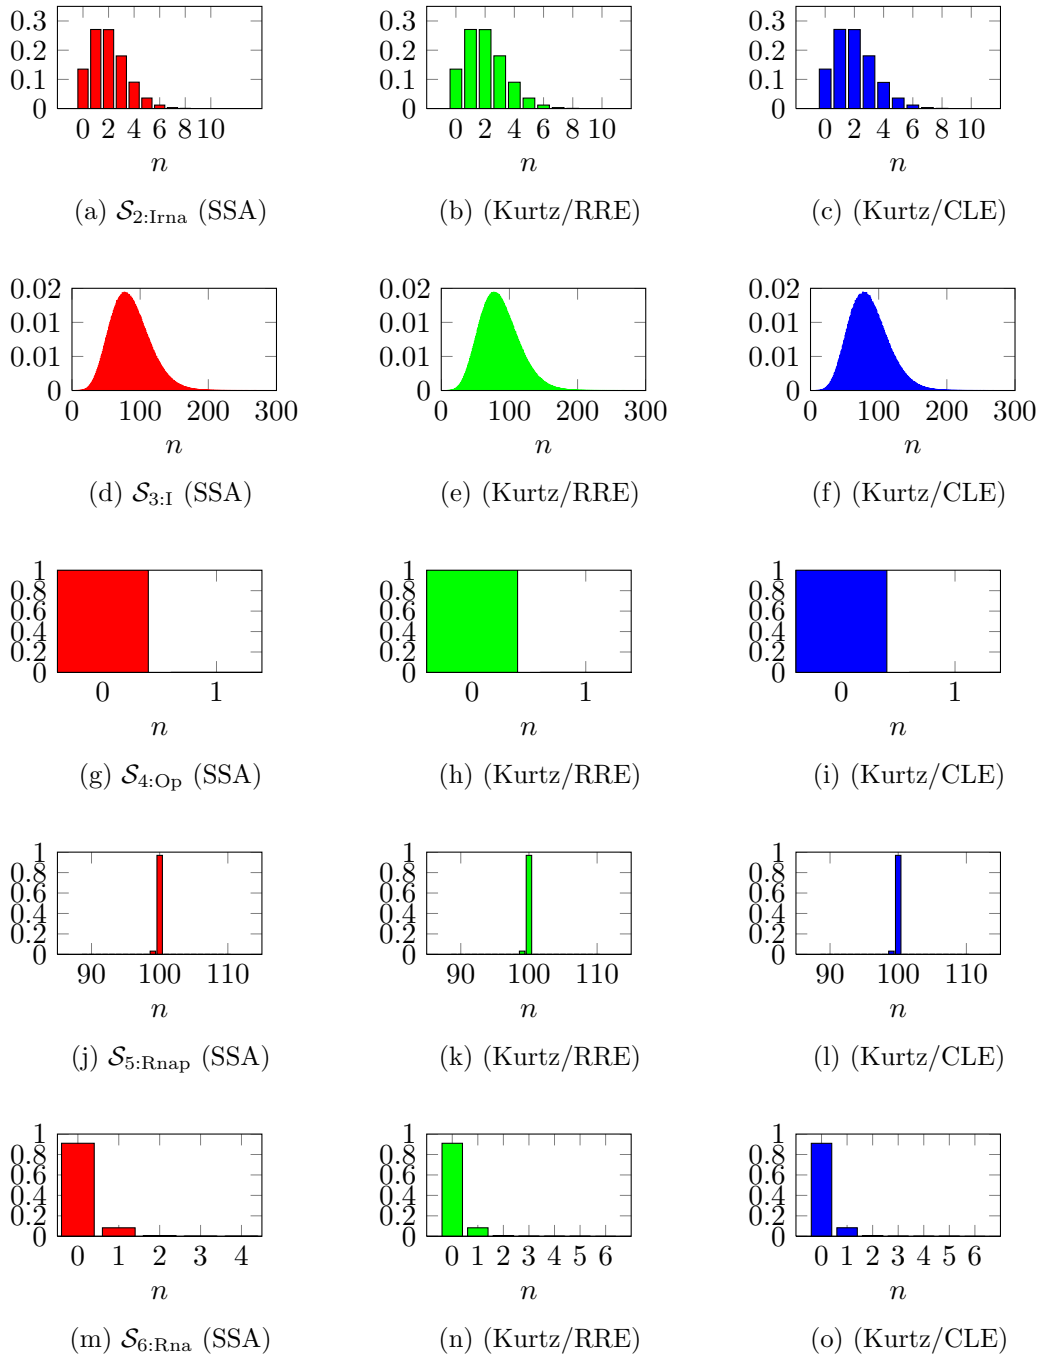 0.3 0.3 0.3
0.2 0.2 0.2
0.1 0.1 0.1
0 0 0
0 2 4 6 8 10 0 2 4 6 8 10 0 2 4 6 8 10
n n n
(a) S2:Irna (SSA) (b) (Kurtz/RRE) (c) (Kurtz/CLE)
0.02 0.02 0.02
0.01 0.01 0.01
0.01 0.01 0.01
0 0 0
0 100 200 300 0 100 200 300 0 100 200 300
n n n
(d) S3:I (SSA) (e) (Kurtz/RRE) (f) (Kurtz/CLE)
1 1 1
0.8 0.8 0.8
0.6 0.6 0.6
0.4 0.4 0.4
0.2 0.2 0.2
0 0 0
0 1 0 1 0 1
n n n
(g) S4:Op (SSA) (h) (Kurtz/RRE) (i) (Kurtz/CLE)
1 1 1
0.8 0.8 0.8
0.6 0.6 0.6
0.4 0.4 0.4
0.2 0.2 0.2
0 0 0
90 100 110 90 100 110 90 100 110
n n n
(j) S5:Rnap (SSA) (k) (Kurtz/RRE) (l) (Kurtz/CLE)
1 1 1
0.8 0.8 0.8
0.6 0.6 0.6
0.4 0.4 0.4
0.2 0.2 0.2
0 0 0
0 1 2 3 4 0 1 2 3 4 5 6 0 1 2 3 4 5 6
n n n
(m) S6:Rna (SSA) (n) (Kurtz/RRE) (o) (Kurtz/CLE)